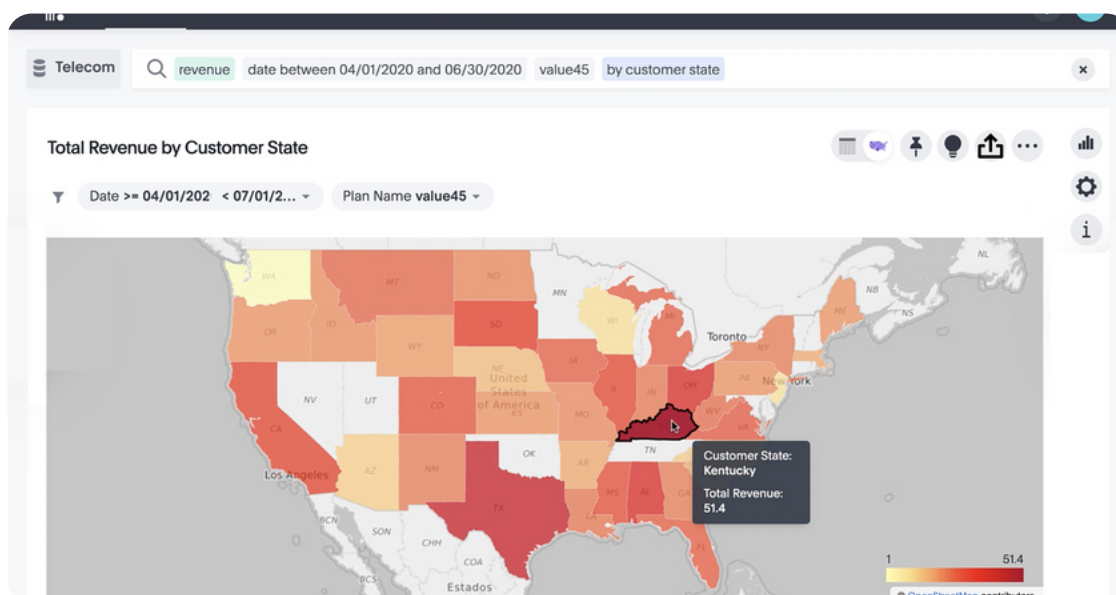 Telecom
revenue date between 04/01/2020 and 06/30/2020 value45 by customer state
Total Revenue by Customer State
Date >= 04/01/202 < 07/01/2... Plan Name value45
i
NL
WA
MT
ND
MN
NB
NS
ME
OR
ID
SD
WI
MI
Toronto
NY
WY
IA
NE
United
States
of America
PA
New York
NV
UT
CO
KS
MO
IL
IN
OH
WV
VA
CA
TN
Customer State:
Kentucky
Total Revenue:
51.4
Los Angeles
AZ
NM
OK
AR
MS
AL
GA
TX
LA
FL
BCN
SON
CHH
COA
BCS
Estados
1 51.4
© OpenStreetMap contributors